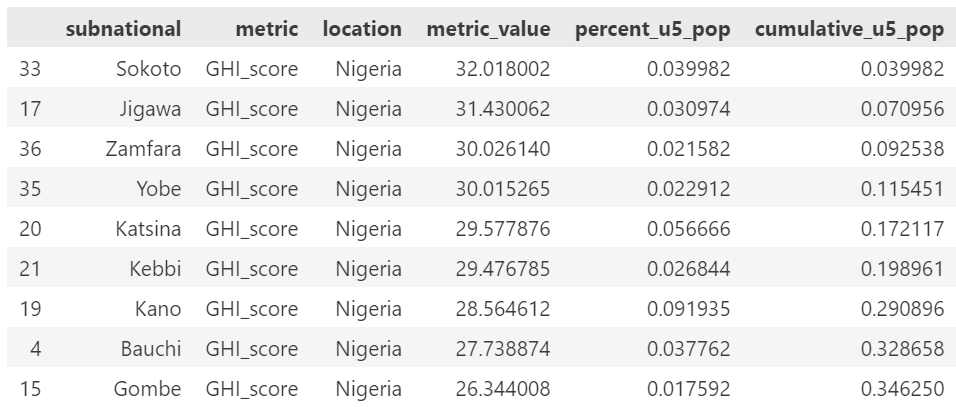 subnational metric location metric_value percent_u5_pop cumulative_u5_pop
33 Sokoto GHI_score Nigeria 32.018002 0.039982 0.039982
17 Jigawa GHI_score Nigeria 31.430062 0.030974 0.070956
36 Zamfara GHI_score Nigeria 30.026140 0.021582 0.092538
35 Yobe GHI_score Nigeria 30.015265 0.022912 0.115451
20 Katsina GHI_score Nigeria 29.577876 0.056666 0.172117
21 Kebbi GHI_score Nigeria 29.476785 0.026844 0.198961
19 Kano GHI_score Nigeria 28.564612 0.091935 0.290896
4 Bauchi GHI_score Nigeria 27.738874 0.037762 0.328658
15 Gombe GHI_score Nigeria 26.344008 0.017592 0.346250